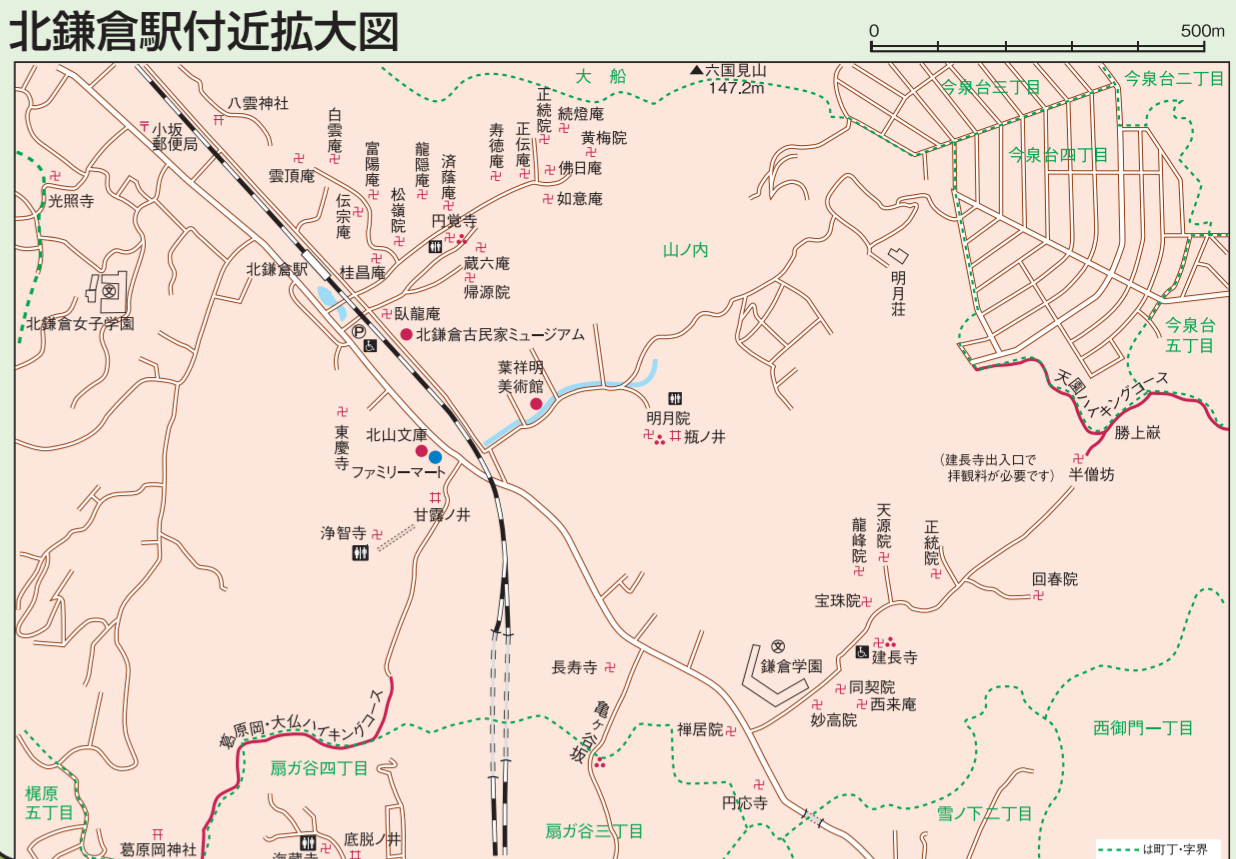 北鎌倉駅付近拡大図
0
500m
大 船
六国見山
147.2m
今泉台三丁目
今泉台二丁目
今泉台四丁目
八雲神社
小坂
郵便局
白雲庵
雲頂庵
富陽庵
伝宗庵
松嶺院
龍隠庵
済蔭庵
寿徳庵
正伝庵
正統院
続燈庵
黄梅院
佛日庵
如意庵
光照寺
円覚寺
蔵六庵
帰源院
桂昌庵
北鎌倉駅
臥龍庵
山ノ内
明月荘
文
北鎌倉女子学園
P
北鎌倉古民家ミュージアム
今泉台
五丁目
葉祥明
美術館
明月院
瓶ノ井
天園ハイキングコース
勝上嶽
東慶寺
北山文庫
ファミリーマート
(建長寺出入口で
拝観料が必要です)
半僧坊
甘露ノ井
浄智寺
龍峰院
天源院
正統院
回春院
宝珠院
文
鎌倉学園
建長寺
長寿寺
同契院
西来庵
妙高院
亀ヶ谷坂
禅居院
西御門一丁目
葛原岡・大仏ハイキングコース
扇ガ谷四丁目
梶原
五丁目
円応寺
雪ノ下二丁目
扇ガ谷三丁目
葛原岡神社
海蔵寺
底脱ノ井
は町丁・字界